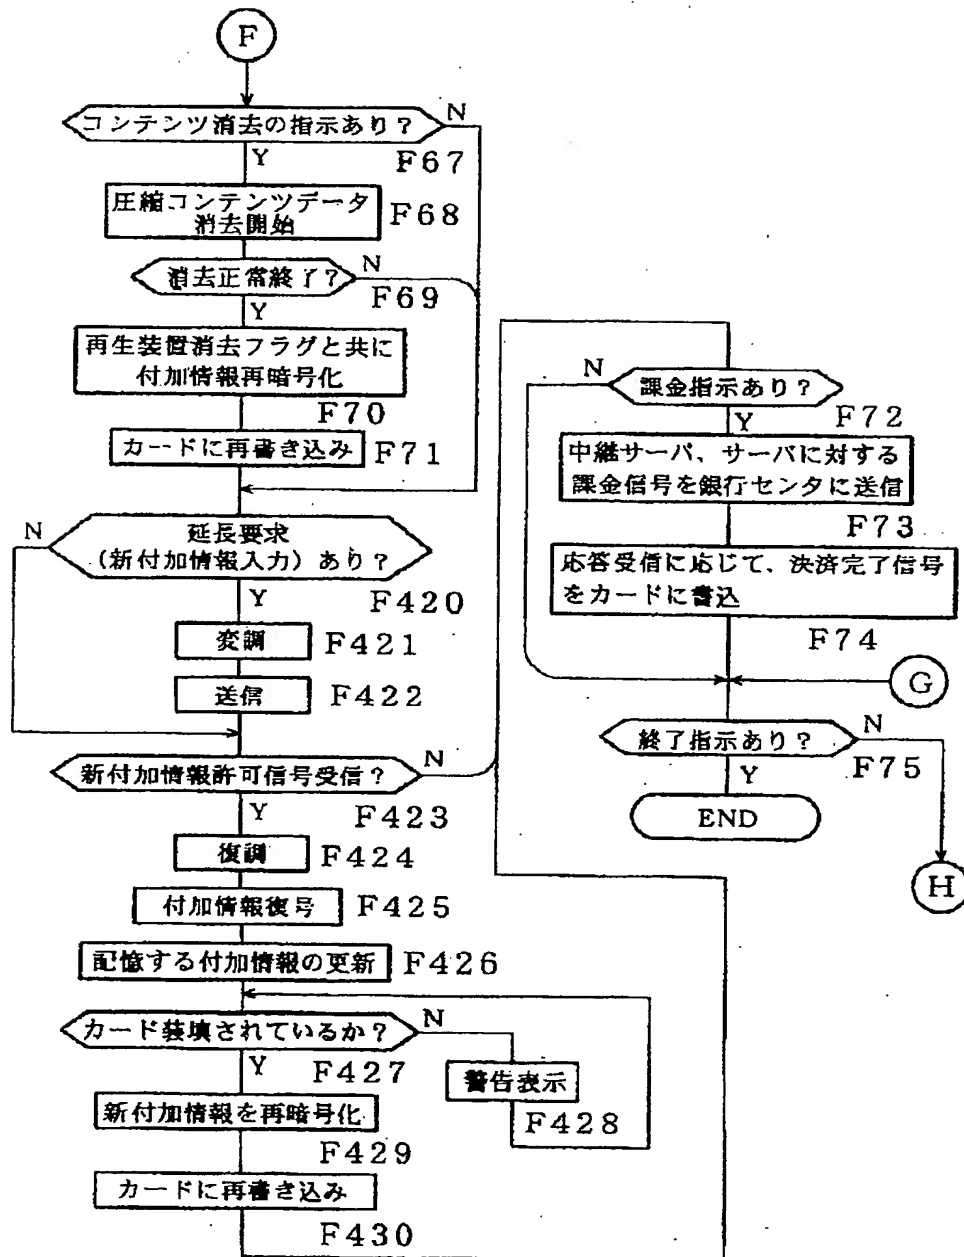 F
コンテンツ消去の指示あり？
N
Y
F67
圧縮コンテンツデータ
消去開始
F68
消去正常終了？
N
F69
Y
再生装置消去フラグと共に
付加情報再暗号化
F70
カードに再書き込み
F71
N
延長要求
(新付加情報入力) あり？
Y
F420
変調
F421
送信
F422
新付加情報許可信号受信？
N
Y
F423
復調
F424
付加情報復号
F425
記憶する付加情報の更新
F426
カード装填されているか？
N
Y
F427
警告表示
F428
新付加情報を再暗号化
F429
カードに再書き込み
F430
N
課金指示あり？
F72
Y
中継サーバ、サーバに対する
課金信号を銀行センタに送信
F73
応答受信に応じて、決済完了信号
をカードに書込
F74
G
終了指示あり？
N
F75
Y
END
H